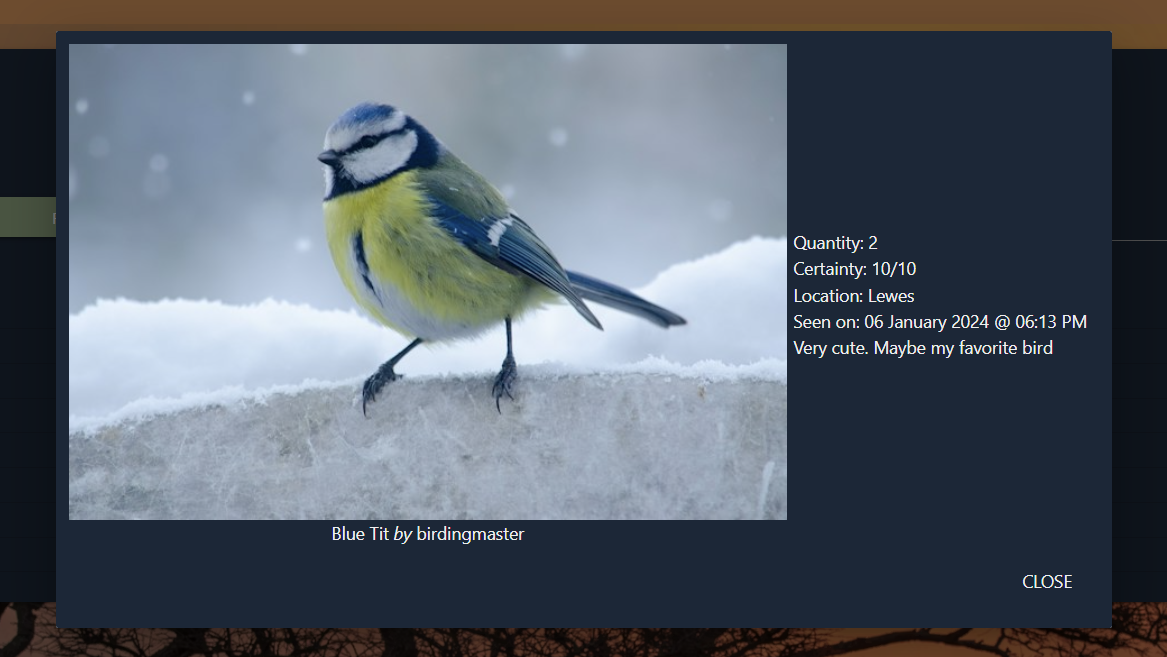 Quantity: 2
Certainty: 10/10
Location: Lewes
Seen on: 06 January 2024 @ 06:13 PM
Very cute. Maybe my favorite bird
Blue Tit by birdingmaster
CLOSE